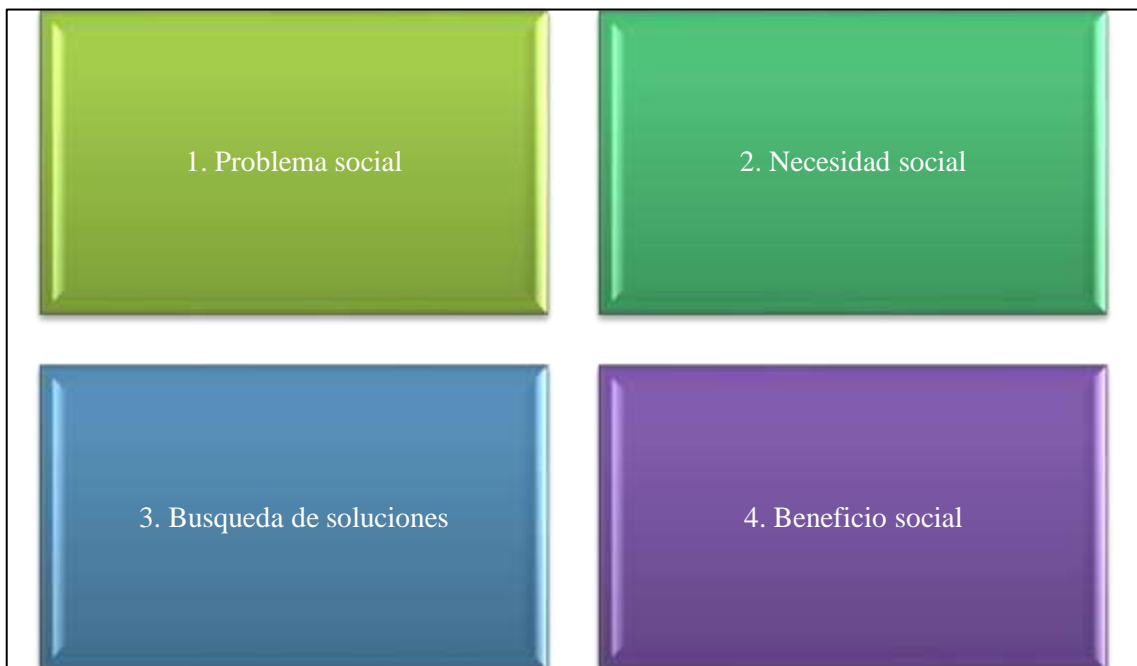 1. Problema social
2. Necesidad social
3. Busqueda de soluciones
4. Beneficio social